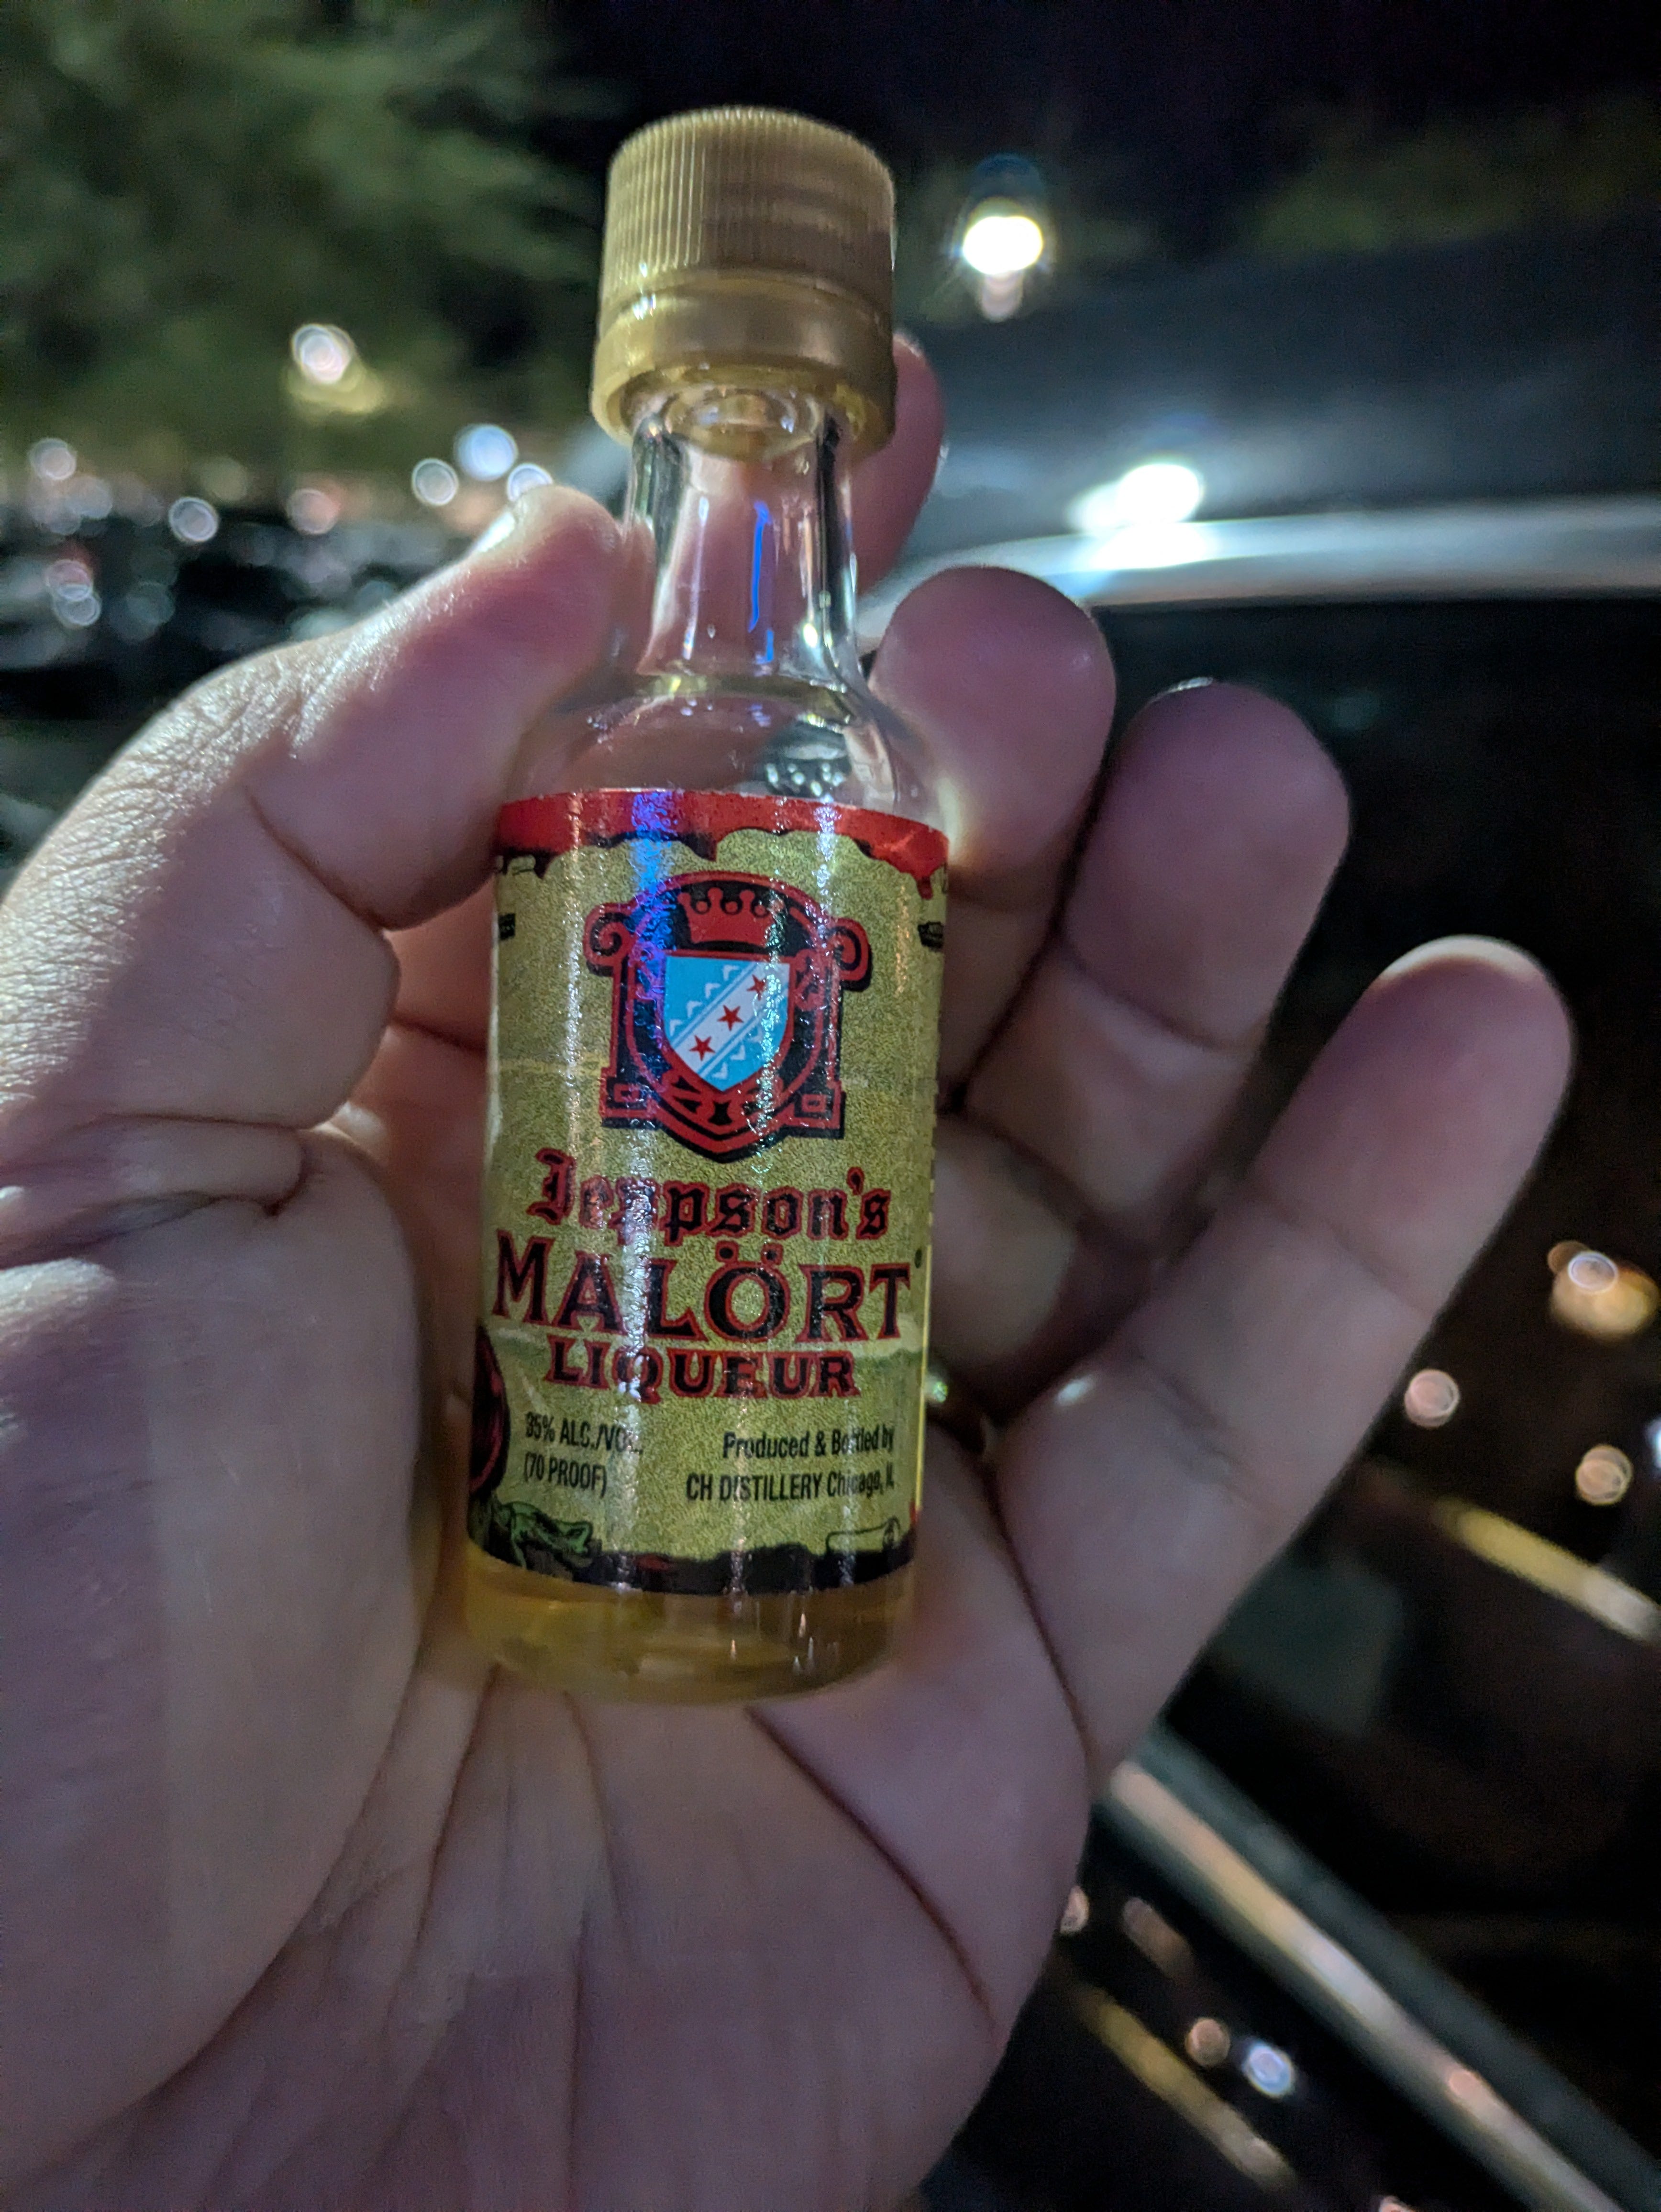 Jeppson's
MALÖRT®
LIQUEUR
35% ALC./VOL.
(70 PROOF)
Produced & Bottled by
CH DISTILLERY Chicago, IL